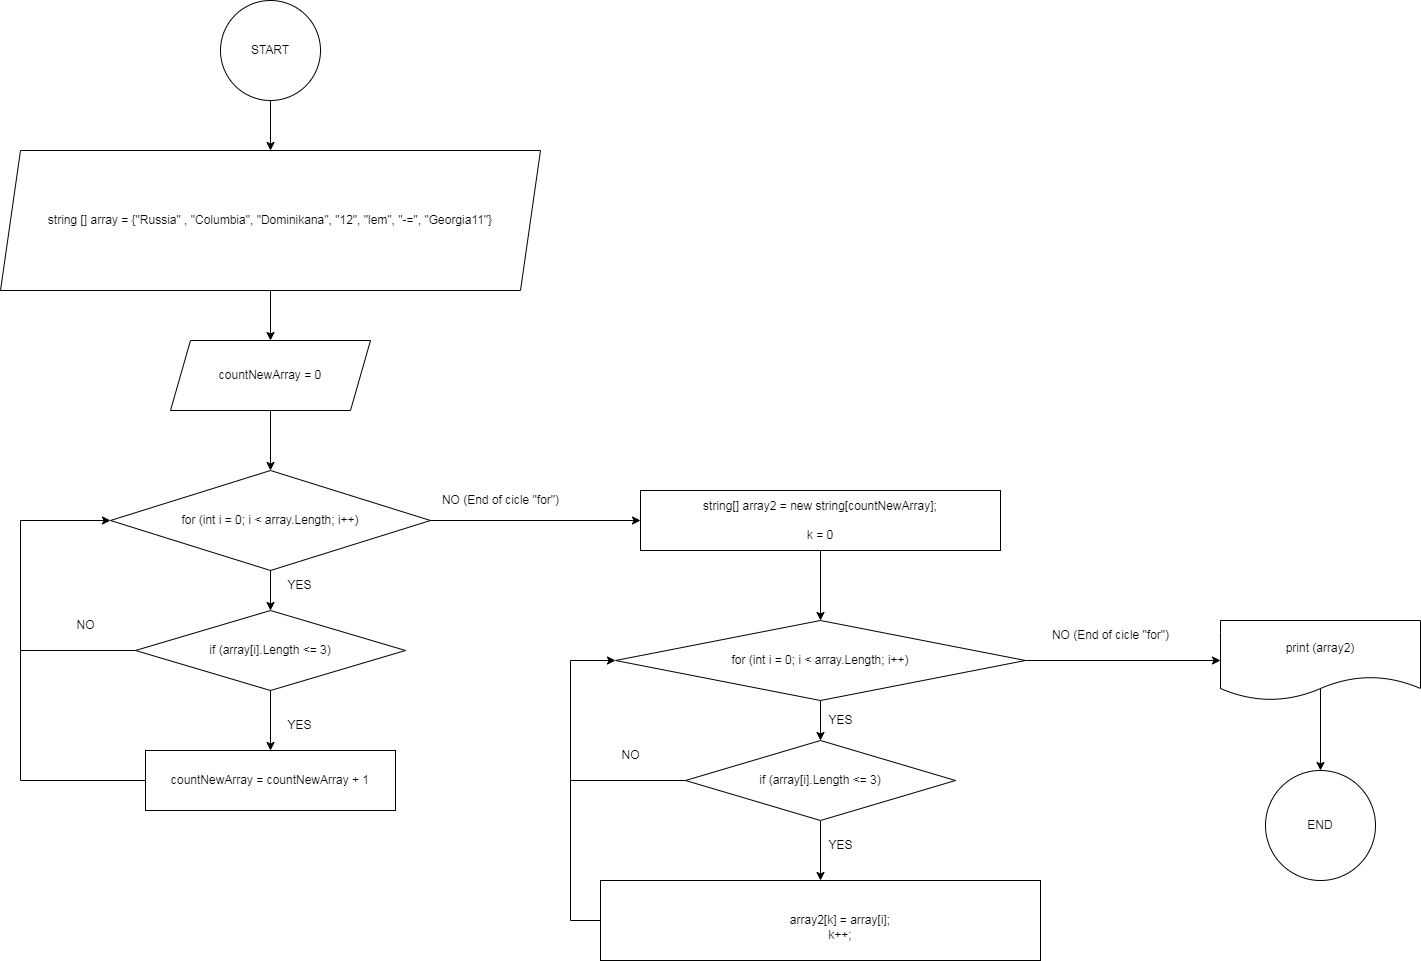 START
string [] array = {"Russia" , "Columbia", "Dominikana", "12", "lem", "-=", "Georgia11"}
countNewArray = 0
for (int i = 0; i < array.Length; i++)
NO (End of cicle "for")
YES
if (array[i].Length <= 3)
NO
YES
countNewArray = countNewArray + 1
string[] array2 = new string[countNewArray];
k = 0
for (int i = 0; i < array.Length; i++)
NO (End of cicle "for")
YES
if (array[i].Length <= 3)
NO
YES
array2[k] = array[i];
k++;
print (array2)
END